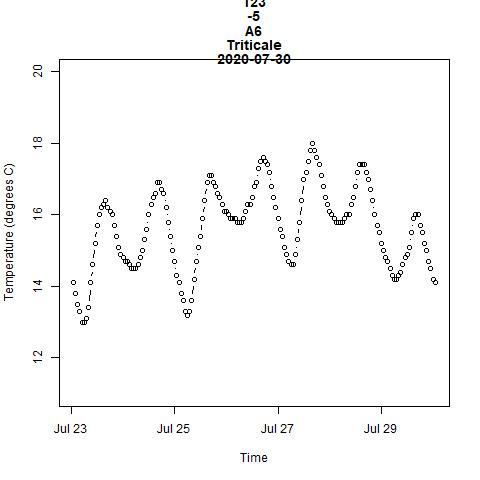 123
-5
A6
Triticale
2020-07-30
Temperature (degrees C)
20
18
16
14
12
Jul 23
Jul 25
Jul 27
Jul 29
Time